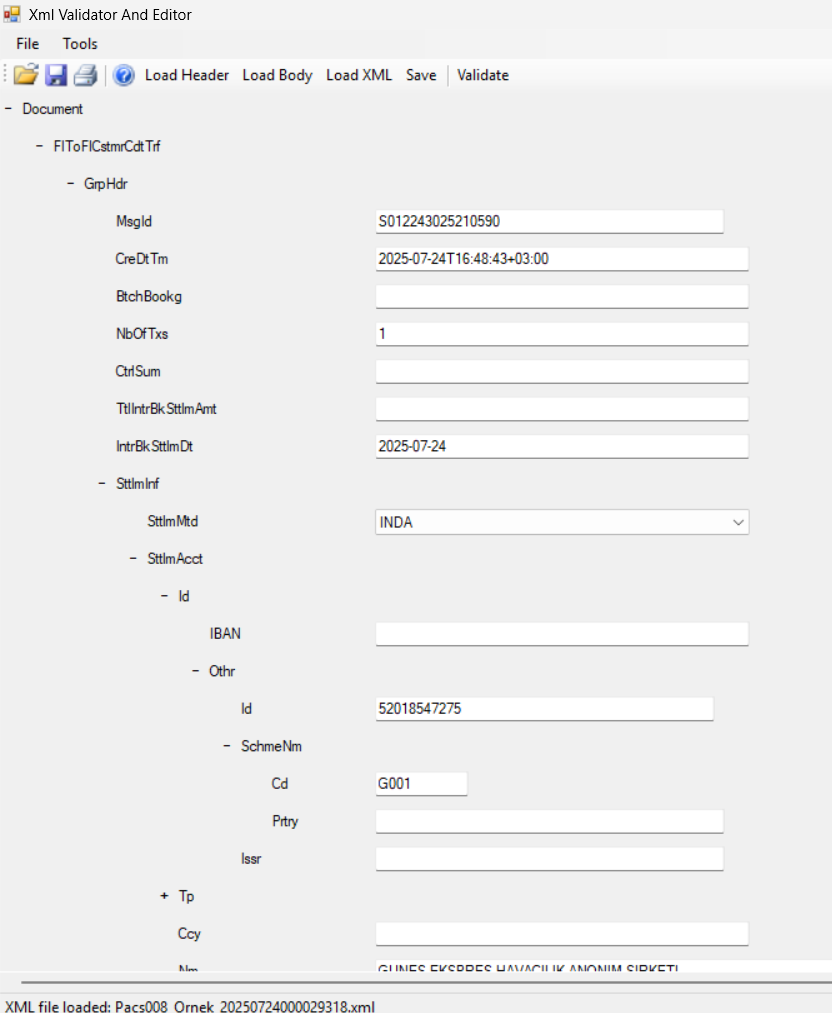 Xml Validator And Editor
File Tools
Load Header Load Body Load XML Save Validate
− Document
− FIToFICstmrCdtTrf
− GrpHdr
MsgId S012243025210590
CreDtTm 2025-07-24T16:48:43+03:00
BtchBookg
NbOfTxs 1
CtrlSum
TtlIntrBkSttlmAmt
IntrBkSttlmDt 2025-07-24
− SttlmInf
SttlmMtd INDA
− SttlmAcct
− Id
IBAN
− Othr
Id 52018547275
− SchmeNm
Cd G001
Prtry
Issr
+ Tp
Ccy
Nm GUNES EKSPRES HAVACILIK ANONIM SIRKETI
XML file loaded: Pacs008_Ornek_20250724000029318.xml